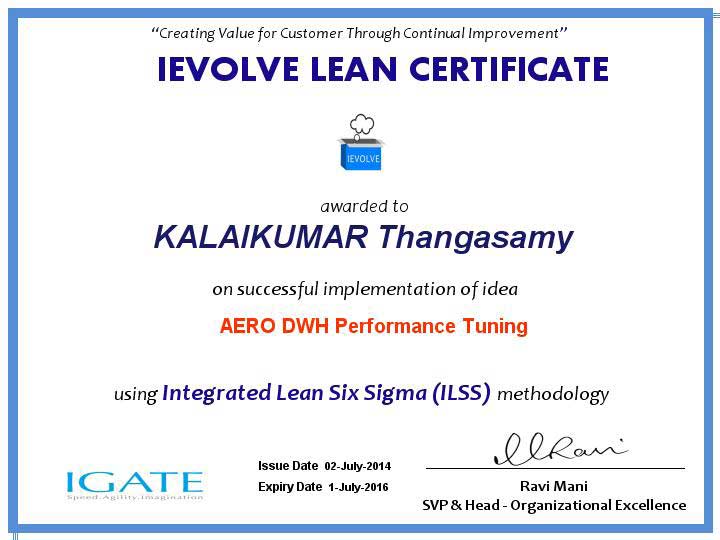 “Creating Value for Customer Through Continual Improvement”
IEVOLVE LEAN CERTIFICATE
IEVOLVE
awarded to
KALAIKUMAR Thangasamy
on successful implementation of idea
AERO DWH Performance Tuning
using Integrated Lean Six Sigma (ILSS) methodology
IGATE
Speed.Agility.Imagination
Issue Date 02-July-2014
Expiry Date 1-July-2016
Ravi Mani
SVP & Head - Organizational Excellence